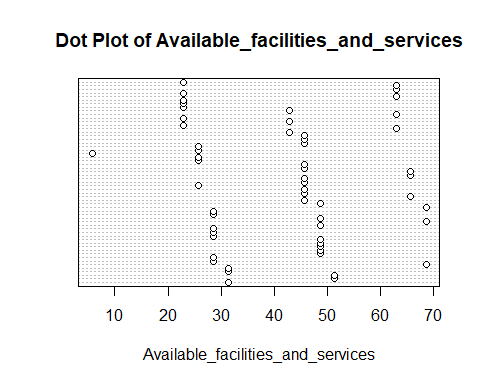 Dot Plot of Available_facilities_and_services
10 20 30 40 50 60 70
Available_facilities_and_services